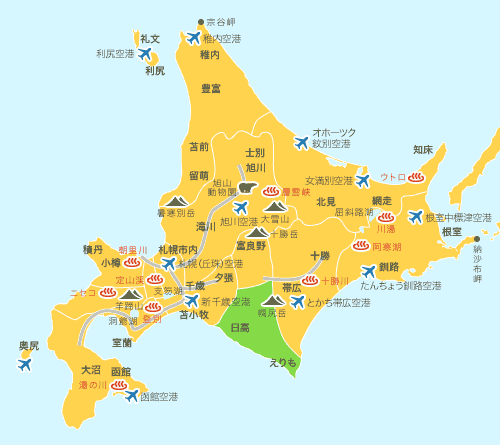 宗谷岬
礼文
稚内空港
利尻空港
稚内
利尻
豊富
オホーツク
紋別空港
苫前
士別
知床
旭川
留萌
ウトロ
女満別空港
旭山
動物園
層雲峡
網走
北見
暑寒別岳
屈斜路湖
根室中標津空港
旭川空港
大雪山
滝川
川湯
根室
十勝岳
富良野
納沙布岬
積丹
朝里川
札幌市内
阿寒湖
小樽
札幌(丘珠)空港
十勝
釧路
定山渓
夕張
十勝川
千歳
たんちょう釧路空港
帯広
支笏湖
ニセコ
羊蹄山
新千歳空港
とかち帯広空港
登別
幌尻岳
洞爺湖
苫小牧
日高
室蘭
奥尻
えりも
大沼
函館
湯の川
函館空港